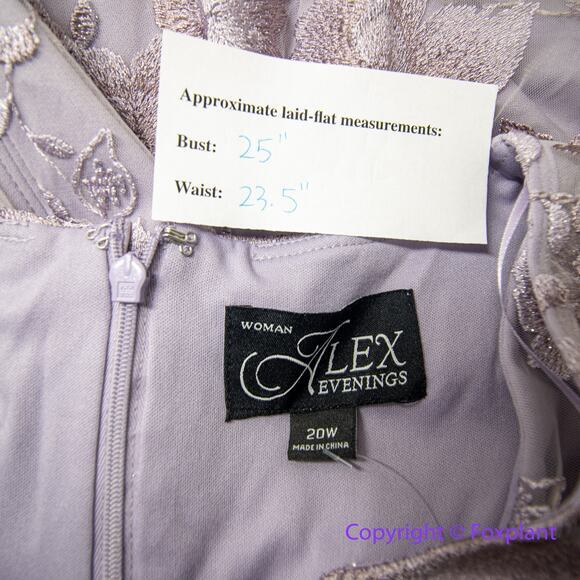 Approximate laid-flat measurements:
Bust: 25"
Waist: 23.5"
WOMAN
ALEX
EVENINGS
20W
MADE IN CHINA
Copyright © Foxplant